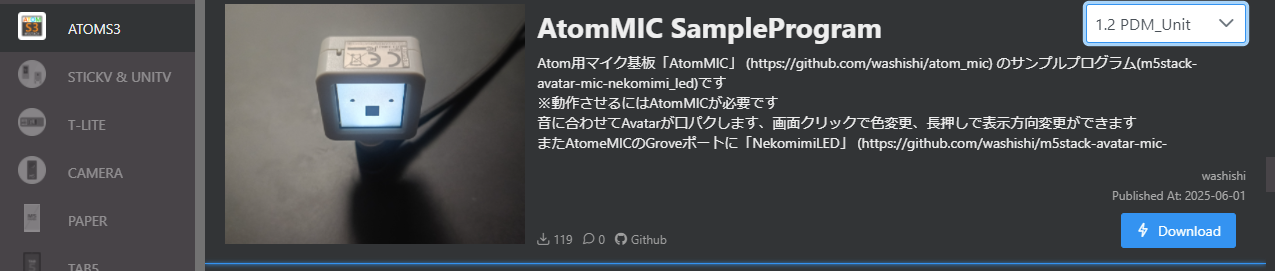 ATOMS3
STICKV & UNITV
T-LITE
CAMERA
PAPER
TAB5
AtomMIC SampleProgram
1.2 PDM_Unit
Atom用マイク基板「AtomMIC」 (https://github.com/washishi/atom_mic) のサンプルプログラム(m5stack-
avatar-mic-nekomimi_led)です
※動作させるにはAtomMICが必要です
音に合わせてAvatarが口パクします、画面クリックで色変更、長押しで表示方向変更ができます
またAtomeMICのGroveポートに「NekomimiLED」 (https://github.com/washishi/m5stack-avatar-mic-
washishi
Published At: 2025-06-01
119 0 Github
Download